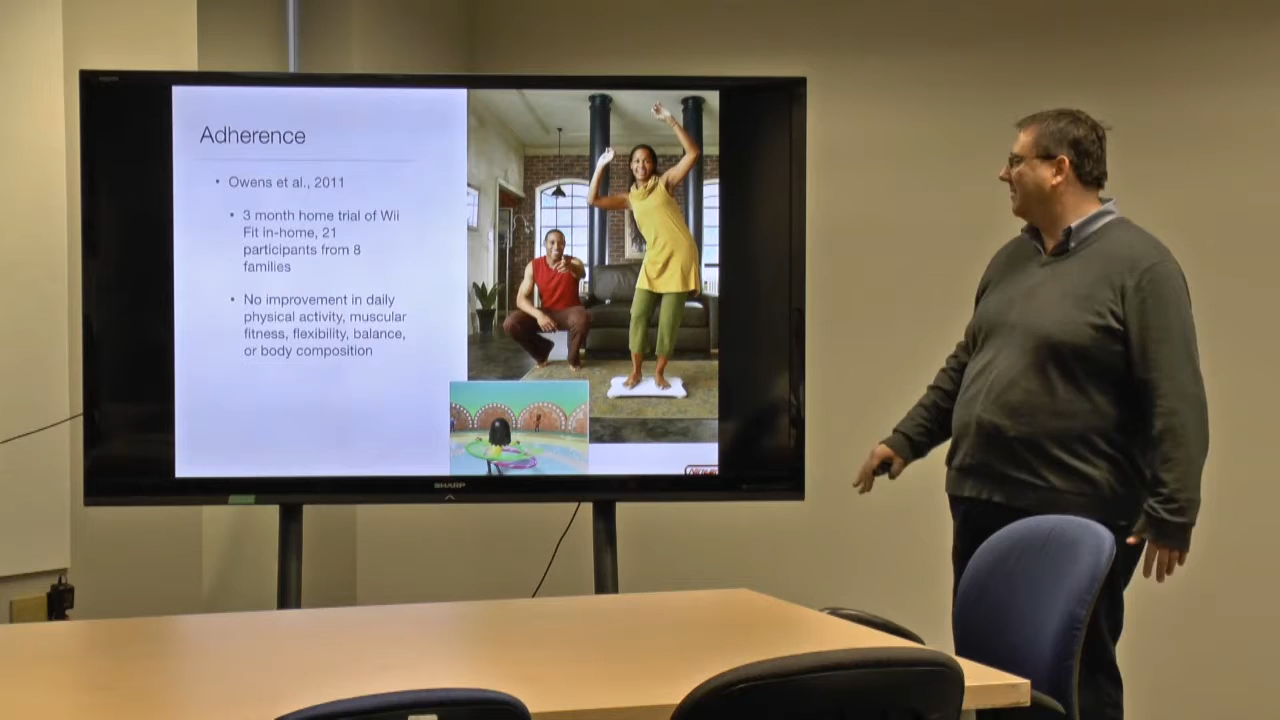 Adherence
• Owens et al., 2011
• 3 month home trial of Wii
Fit in-home, 21
participants from 8
families
• No improvement in daily
physical activity, muscular
fitness, flexibility, balance,
or body composition
SHARP